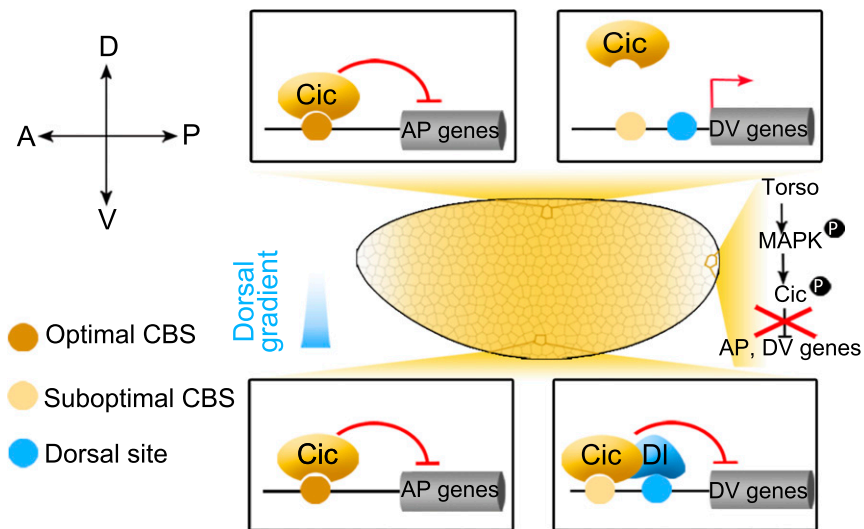 D
A
P
V
Cic
AP genes
Cic
DV genes
Torso
MAPK P
Cic P
AP, DV genes
Dorsal
gradient
Optimal CBS
Suboptimal CBS
Dorsal site
Cic
AP genes
Cic Dl
DV genes